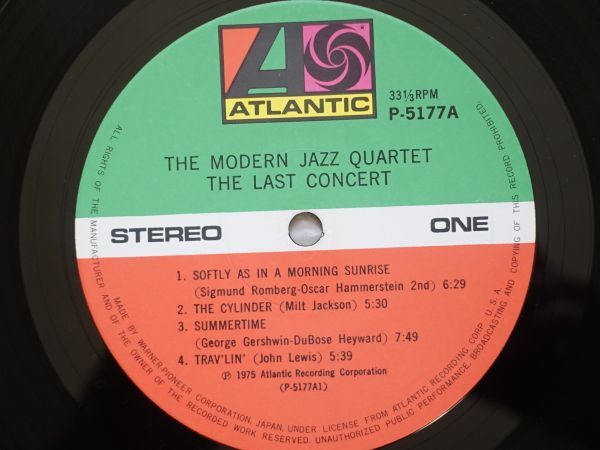 ATLANTIC
33⅓RPM
P-5177A
THE MODERN JAZZ QUARTET
THE LAST CONCERT
STEREO
ONE
1. SOFTLY AS IN A MORNING SUNRISE
(Sigmund Romberg-Oscar Hammerstein 2nd) 6:29
2. THE CYLINDER (Milt Jackson) 5:30
3. SUMMERTIME
(George Gershwin-DuBose Heyward) 7:49
4. TRAV'LIN' (John Lewis) 5:39
℗ 1975 Atlantic Recording Corporation
(P-5177A1)
ALL RIGHTS OF THE MANUFACTURER AND OF THE OWNER OF THE RECORDED WORK RESERVED. UNAUTHORIZED PUBLIC PERFORMANCE, BROADCASTING AND COPYING OF THIS RECORD PROHIBITED.
MADE BY WARNER-PIONEER CORPORATION, JAPAN, UNDER LICENSE FROM ATLANTIC RECORDING CORP. U.S.A.